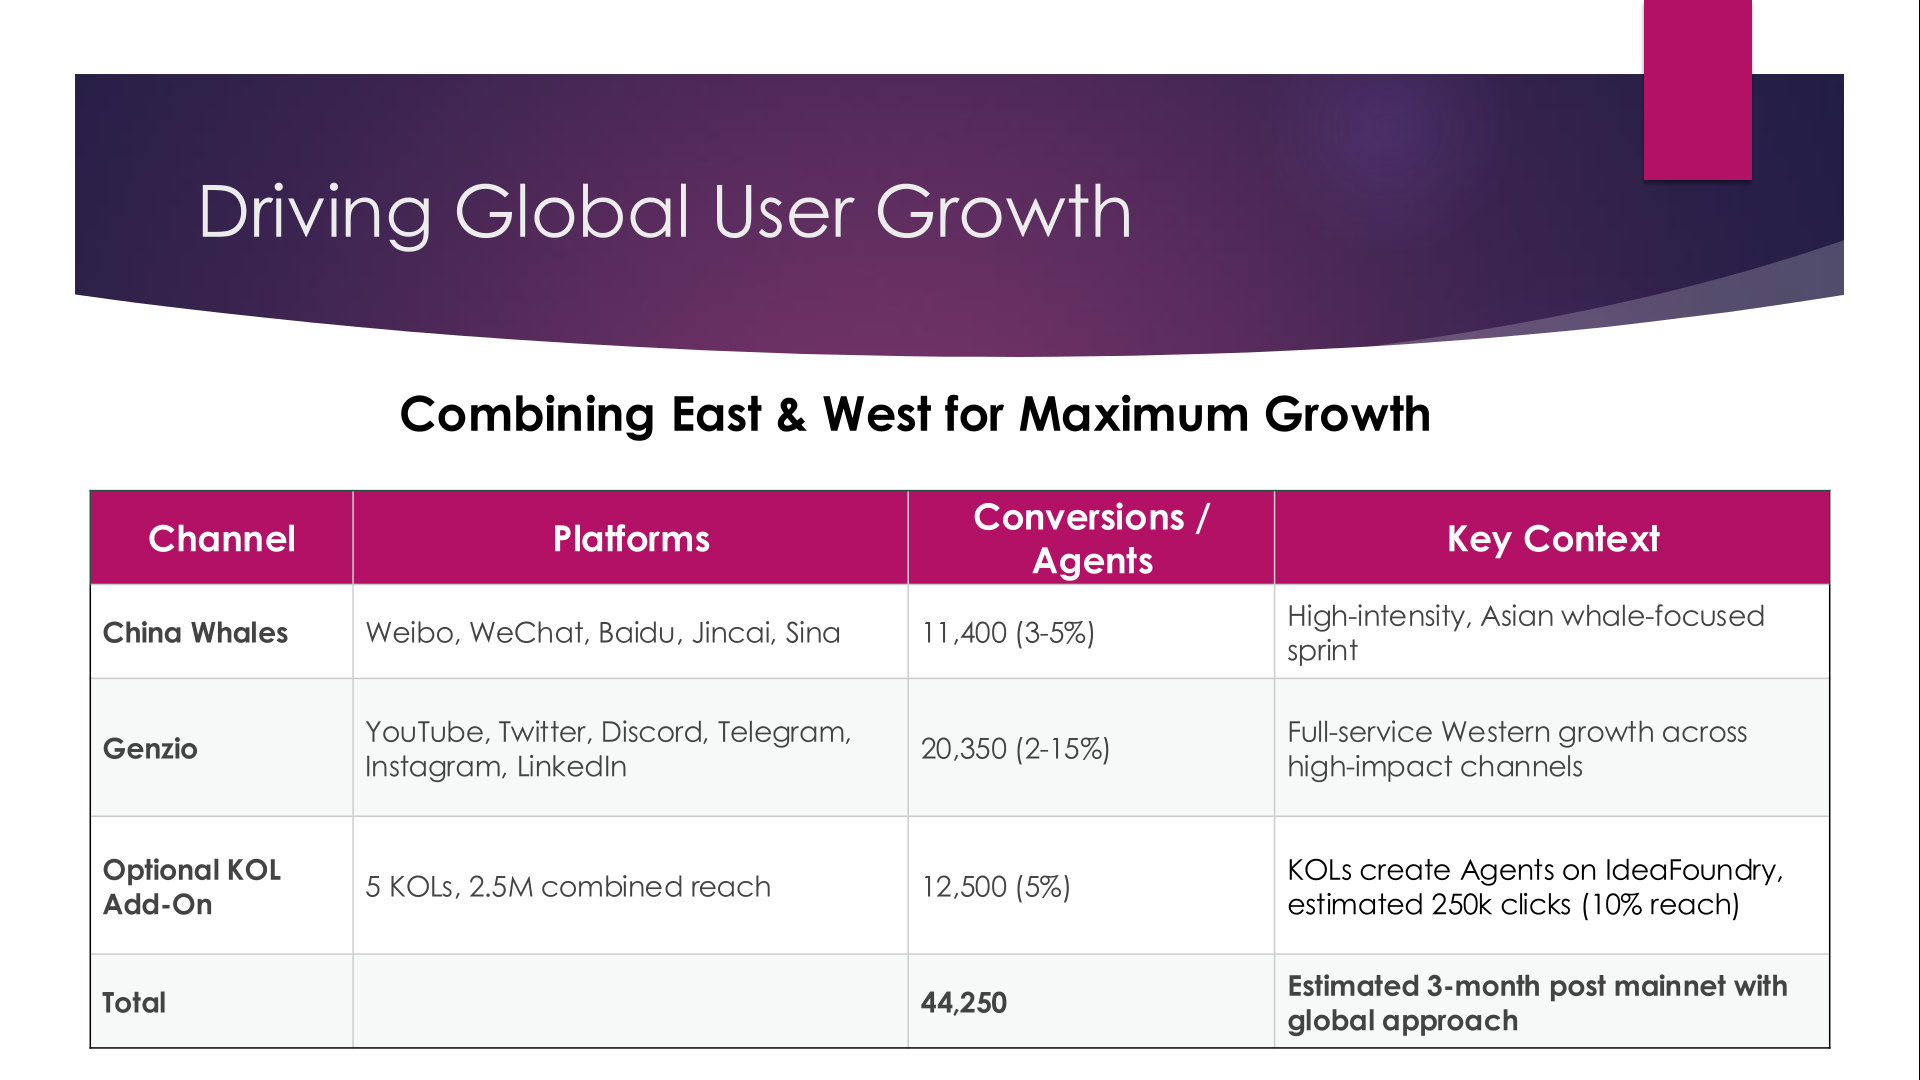 Driving Global User Growth
Combining East & West for Maximum Growth
Channel
Platforms
Conversions /
Agents
Key Context
China Whales
Weibo, WeChat, Baidu, Jincai, Sina
11,400 (3-5%)
High-intensity, Asian whale-focused
sprint
Genzio
YouTube, Twitter, Discord, Telegram,
Instagram, LinkedIn
20,350 (2-15%)
Full-service Western growth across
high-impact channels
Optional KOL
Add-On
5 KOLs, 2.5M combined reach
12,500 (5%)
KOLs create Agents on IdeaFoundry,
estimated 250k clicks (10% reach)
Total
44,250
Estimated 3-month post mainnet with
global approach